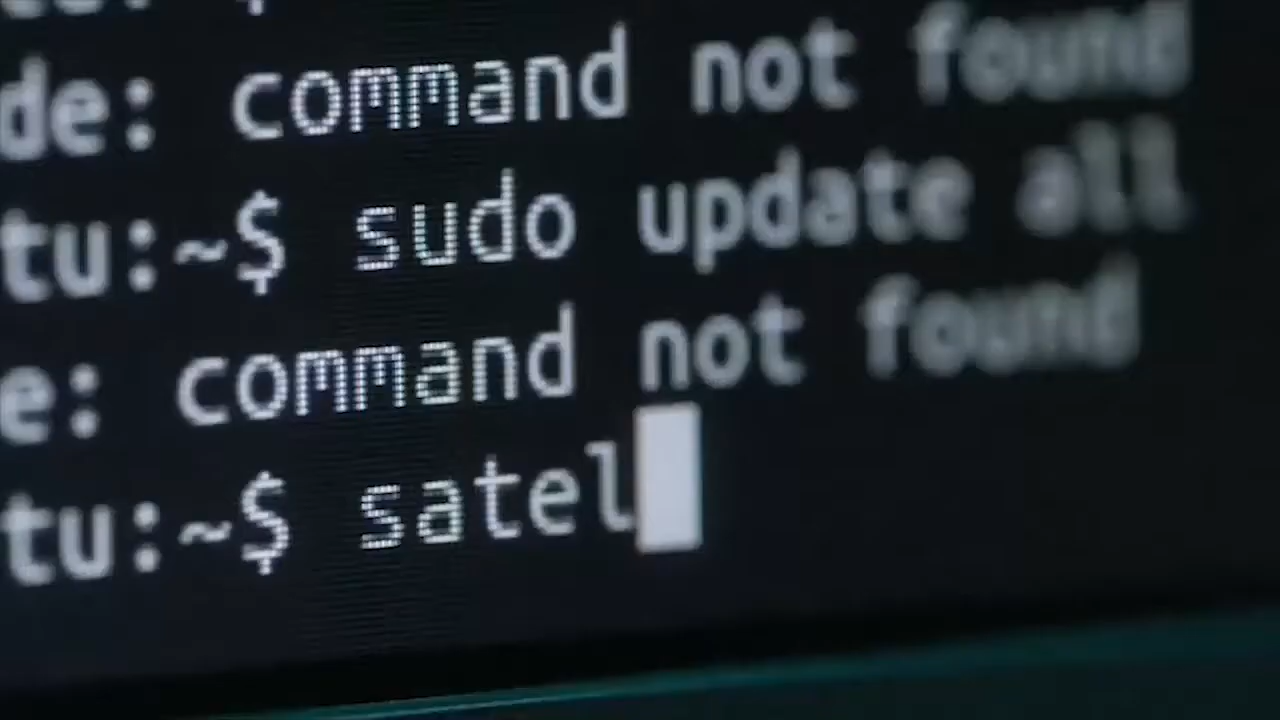 de: command not found
tu:~$ sudo update all
e: command not found
tu:~$ satel